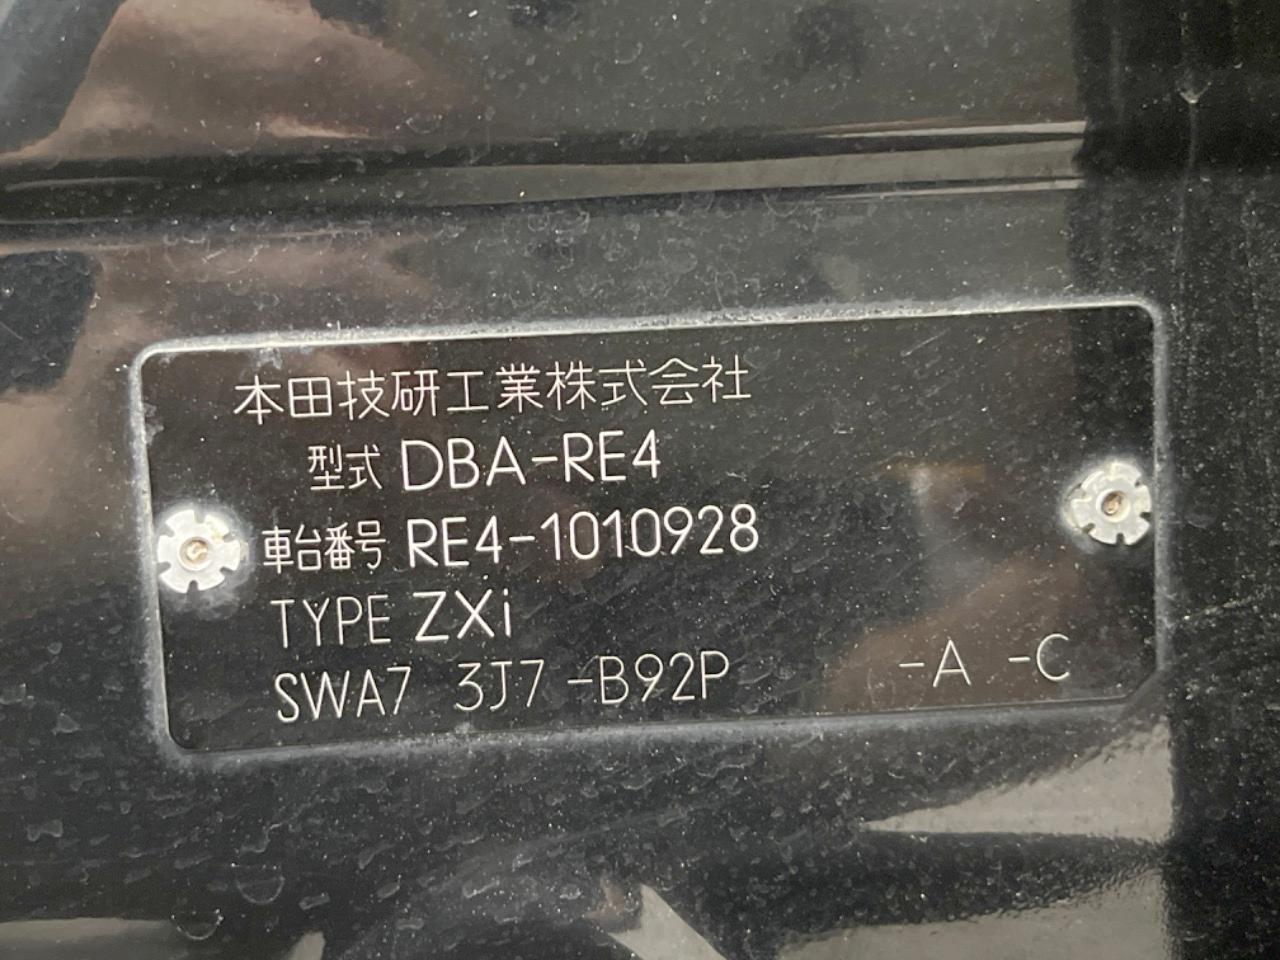 本田技研工業株式会社
型式 DBA-RE4
車台番号 RE4-1010928
TYPE ZXi
SWA7 3J7 -B92P -A -C